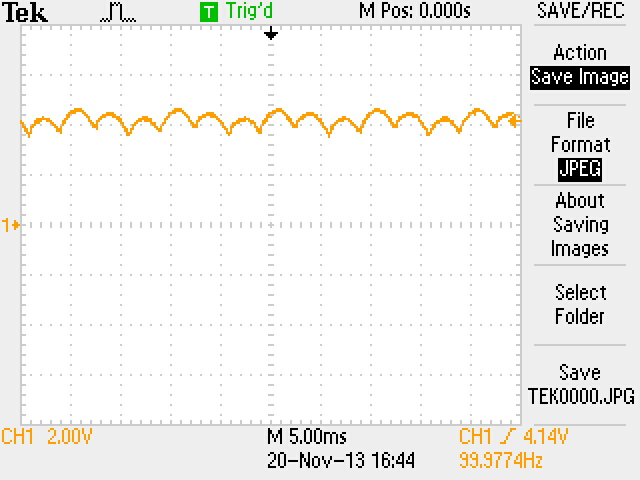 Tek T Trig'd M Pos: 0.000s SAVE/REC
Action
Save Image
File
Format
JPEG
About
Saving
Images
Select
Folder
Save
TEK0000.JPG
1
CH1 2.00V M 5.00ms CH1 4.14V
20-Nov-13 16:44 99.9774Hz